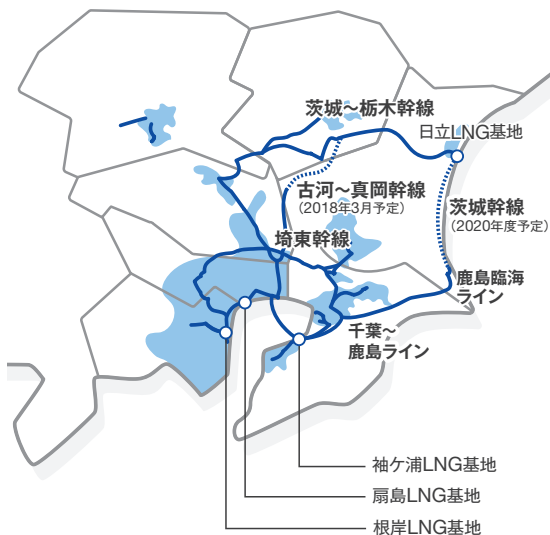 茨城〜栃木幹線
日立LNG基地
古河〜真岡幹線
（2018年3月予定）
茨城幹線
（2020年度予定）
埼東幹線
鹿島臨海
ライン
千葉〜
鹿島ライン
袖ケ浦LNG基地
扇島LNG基地
根岸LNG基地